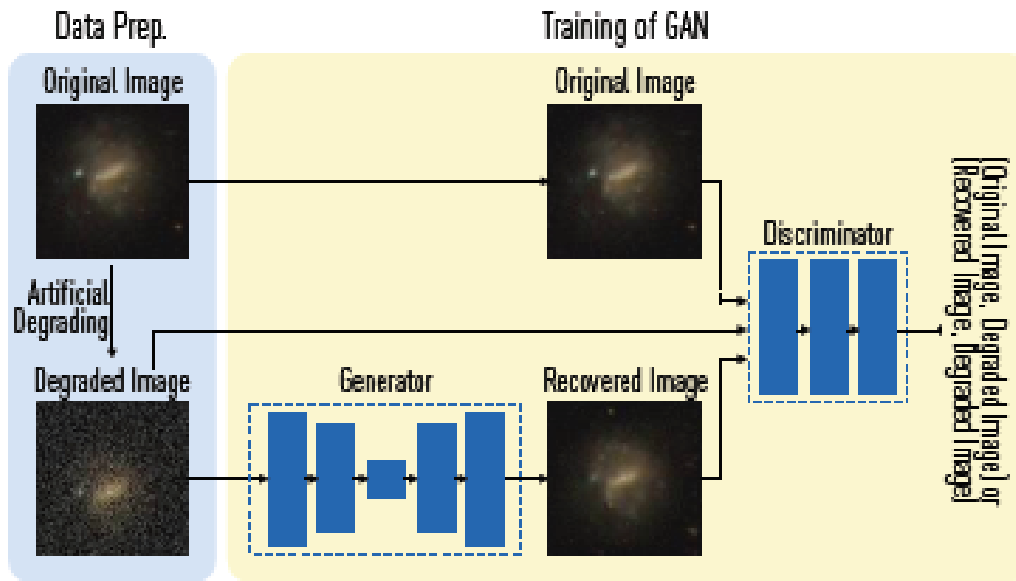 Data Prep.
Training of GAN
Original Image
Original Image
Artificial
Degrading
Discriminator
Degraded Image
Generator
Recovered Image
(Original Image, Degraded Image) or
(Recovered Image, Degraded Image)